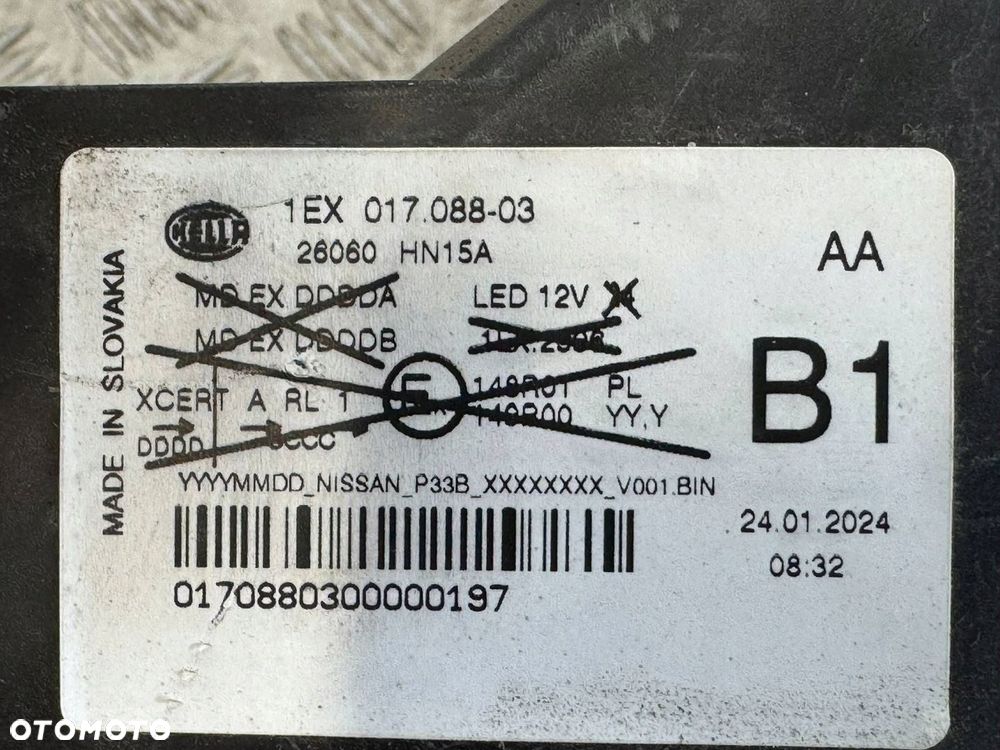 HELLA
1EX 017.088-03
26060 HN15A
AA
MD EX DDDDA
LED 12V
MD EX DDDDB
B1
XCERT A RL 1
148R01 PL
149R00 YY,Y
DDDD CCCC
MADE IN SLOVAKIA
YYYYMMDD_NISSAN_P33B_XXXXXXXX_V001.BIN
24.01.2024
08:32
0170880300000197
OTOMOTO